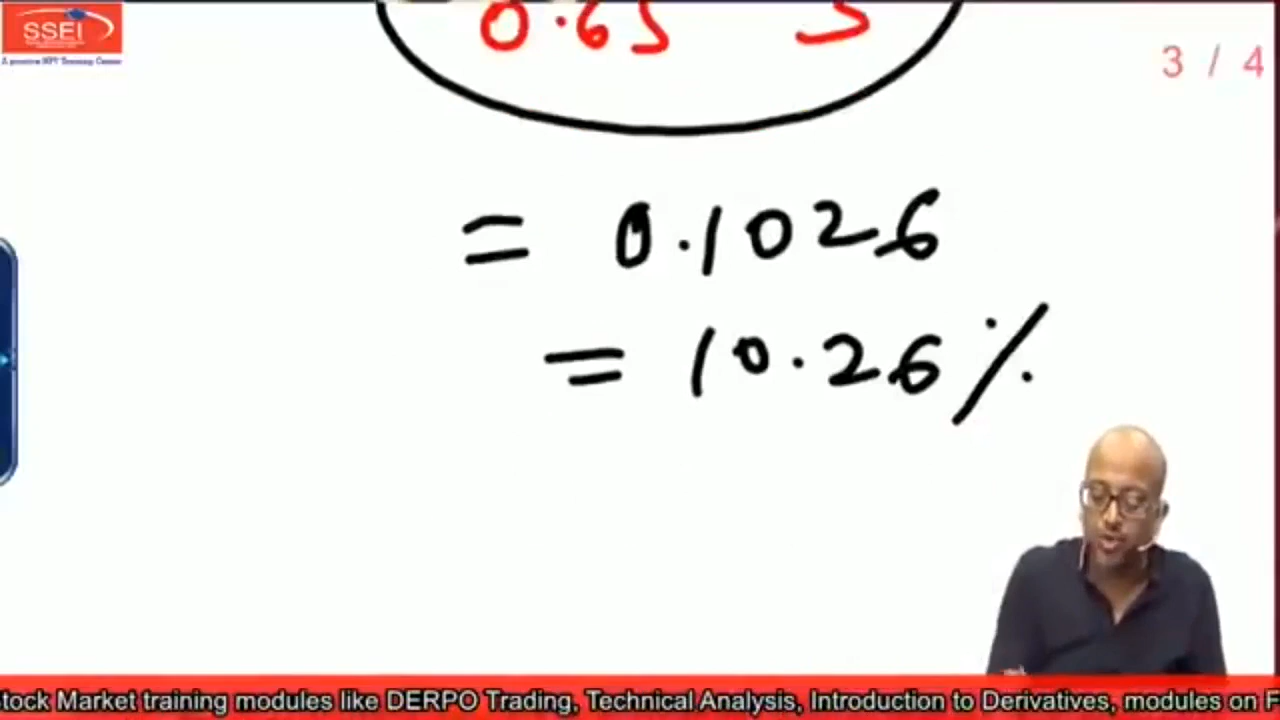 SSEI
0.65 5
3 / 4
= 0.1026
= 10.26%
tock Market training modules like DERPO Trading, Technical Analysis, Introduction to Derivatives, modules on F